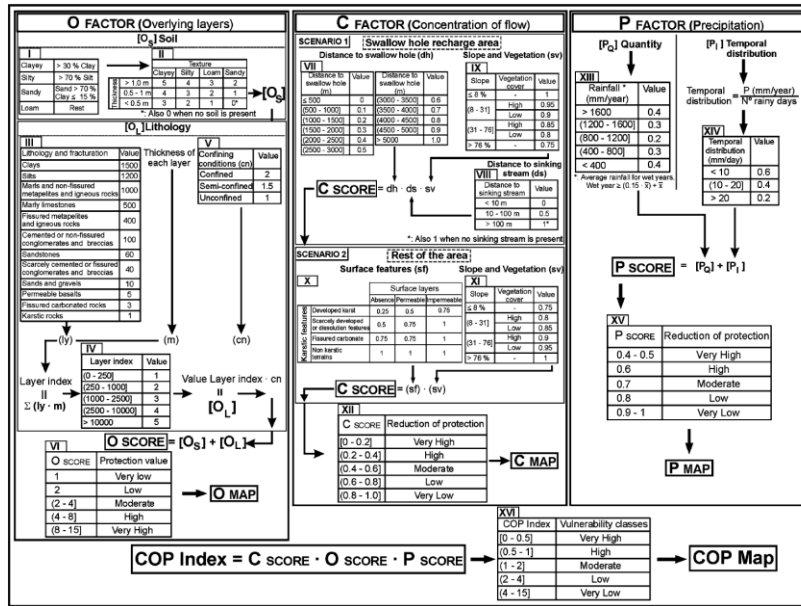 O FACTOR (Overlying layers)
[Os] Soil
I
Clayey > 30 % Clay
Silty > 70 % Silt
Sandy Sand > 70 % Clay ≤ 15 %
Loam Rest
II
Texture
Thickness
Clayey Silty Loam Sandy
> 1.0 m 5 4 3 2
0.5 - 1 m 4 3 2 1
< 0.5 m 3 2 1 0*
*: Also 0 when no soil is present
[Os]
[OL] Lithology
III
Lithology and fracturation Value
Clays 1500
Silts 1200
Marls and non-fissured metapelites and igneous rocks 1000
Marly limestones 500
Fissured metapelites and igneous rocks 400
Cemented or non-fissured conglomerates and breccias 100
Sandstones 60
Scarcely cemented or fissured conglomerates and breccias 40
Sands and gravels 10
Permeable basalts 5
Fissured carbonated rocks 3
Karstic rocks 1
Thickness of each layer
V
Confining conditions (cn) Value
Confined 2
Semi-confined 1.5
Unconfined 1
(ly) (m) (cn)
IV
Layer index Value
(0 - 250] 1
(250 - 1000] 2
(1000 - 2500] 3
(2500 - 10000] 4
> 10000 5
Layer index
=
Σ (ly · m)
Value Layer index · cn
=
[OL]
O SCORE = [Os] + [OL]
VI
O SCORE Protection value
1 Very low
2 Low
(2 - 4] Moderate
(4 - 8] High
(8 - 15] Very High
O MAP
C FACTOR (Concentration of flow)
SCENARIO 1
Swallow hole recharge area
Distance to swallow hole (dh)
Slope and Vegetation (sv)
VII
Distance to swallow hole (m) Value
≤ 500 0
(500 - 1000] 0.1
(1000 - 1500] 0.2
(1500 - 2000] 0.3
(2000 - 2500] 0.4
(2500 - 3000] 0.5
Distance to swallow hole (m) Value
(3000 - 3500] 0.6
(3500 - 4000] 0.7
(4000 - 4500] 0.8
(4500 - 5000] 0.9
> 5000 1.0
IX
Slope Vegetation cover Value
≤ 8 % - 1
(8 - 31] High 0.95
Low 0.9
(31 - 76] High 0.85
Low 0.8
> 76 % - 0.75
C SCORE = dh · ds · sv
Distance to sinking stream (ds)
VIII
Distance to sinking stream Value
< 10 m 0
10 - 100 m 0.5
> 100 m 1*
*: Also 1 when no sinking stream is present
SCENARIO 2
Rest of the area
Surface features (sf)
Slope and Vegetation (sv)
X
Surface layers
Absence Permeable Impermeable
Karstic features
Developed karst 0.25 0.5 0.75
Scarcely developed or dissolution features 0.5 0.75 1
Fissured carbonate 0.75 0.75 1
Non karstic terrains 1 1 1
XI
Slope Vegetation cover Value
≤ 8 % - 0.75
(8 - 31] High 0.8
Low 0.85
(31 - 76] High 0.9
Low 0.95
> 76 % - 1
C SCORE = (sf) · (sv)
XII
C SCORE Reduction of protection
[0 - 0.2] Very High
(0.2 - 0.4] High
(0.4 - 0.6] Moderate
(0.6 - 0.8] Low
(0.8 - 1.0] Very Low
C MAP
P FACTOR (Precipitation)
[PQ] Quantity
[PI] Temporal distribution
XIII
Rainfall * (mm/year) Value
> 1600 0.4
(1200 - 1600] 0.3
(800 - 1200] 0.2
(400 - 800] 0.3
< 400 0.4
*: Average rainfall for wet years.
Wet year ≥ (0.15 · x̄) + x̄
Temporal distribution = P (mm/year) / Nº rainy days
XIV
Temporal distribution (mm/day) Value
< 10 0.6
(10 - 20] 0.4
> 20 0.2
P SCORE = [PQ] + [PI]
XV
P SCORE Reduction of protection
0.4 - 0.5 Very High
0.6 High
0.7 Moderate
0.8 Low
0.9 - 1 Very Low
P MAP
COP Index = C SCORE · O SCORE · P SCORE
XVI
COP Index Vulnerability classes
[0 - 0.5] Very High
(0.5 - 1] High
(1 - 2] Moderate
(2 - 4] Low
(4 - 15] Very Low
COP Map